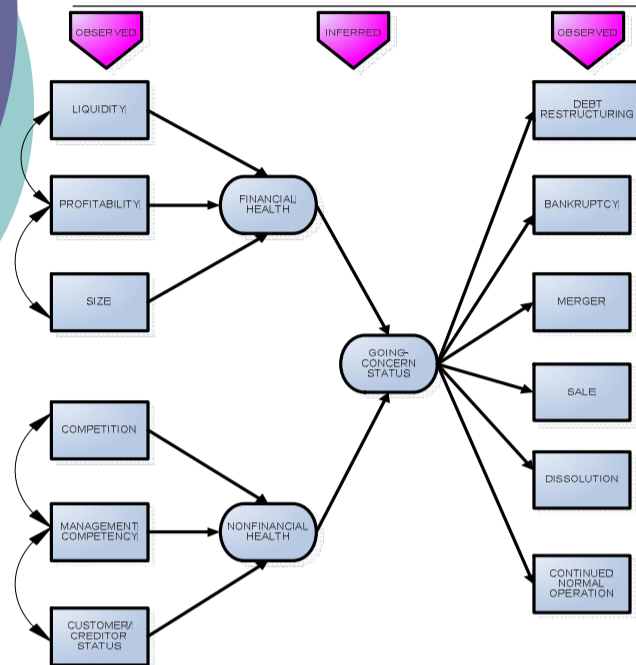 OBSERVED
INFERRED
OBSERVED
LIQUIDITY
DEBT
RESTRUCTURING
PROFITABILITY
FINANCIAL
HEALTH
BANKRUPTCY
SIZE
MERGER
GOING-
CONCERN
STATUS
SALE
COMPETITION
DISSOLUTION
MANAGEMENT
COMPETENCY
NONFINANCIAL
HEALTH
CONTINUED
NORMAL
OPERATION
CUSTOMER/
CREDITOR
STATUS